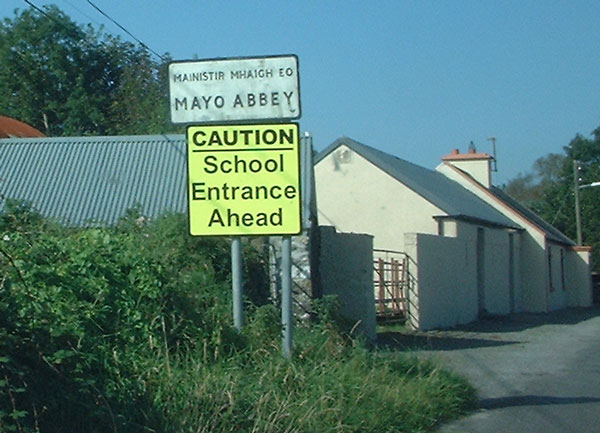 MAINISTIR MHAIGH EO
MAYO ABBEY
CAUTION
School
Entrance
Ahead